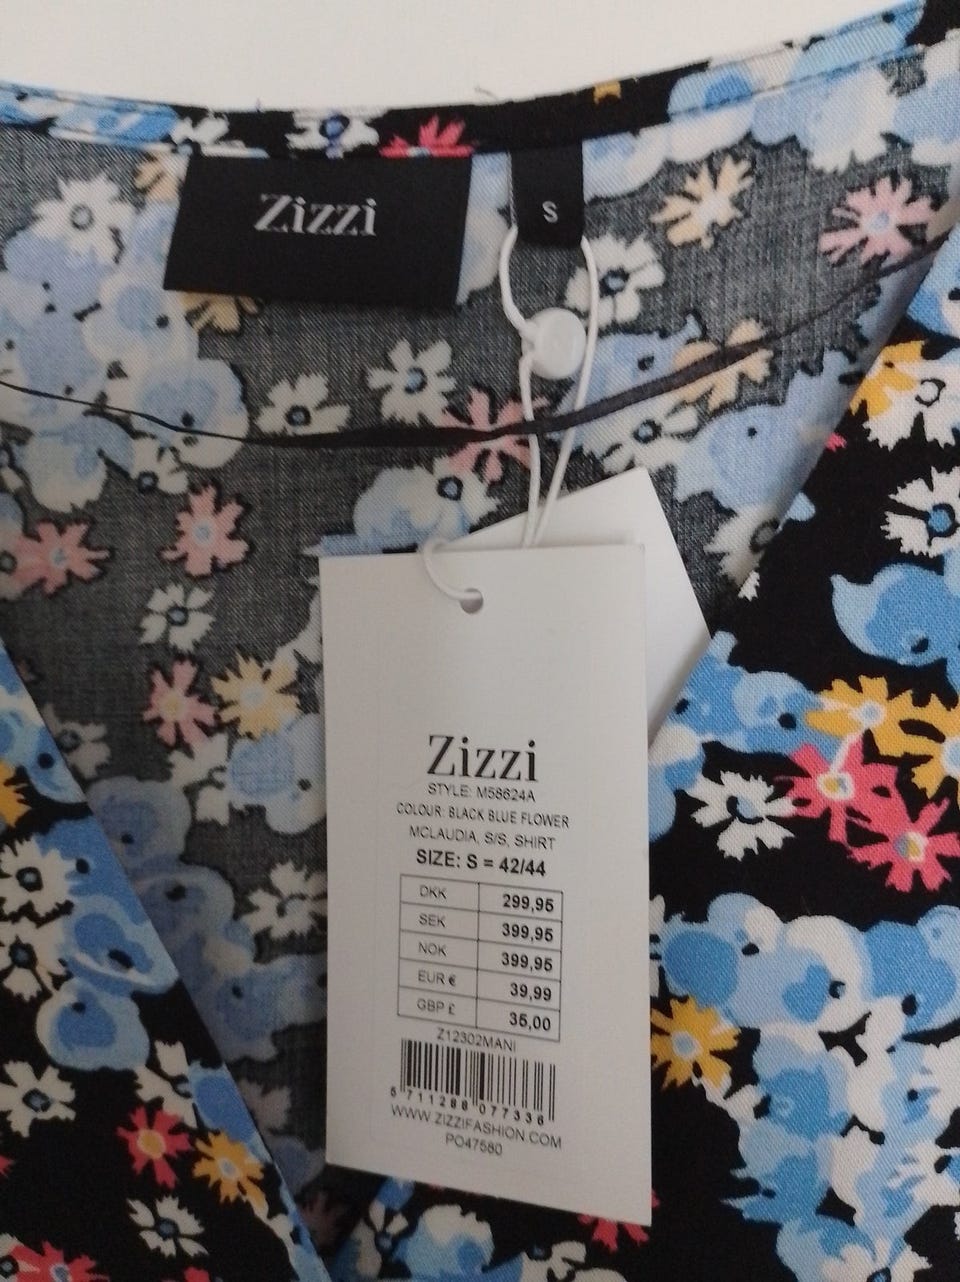 Zizzi
S
Zizzi
STYLE: M58624A
COLOUR: BLACK BLUE FLOWER
MCLAUDIA, S/S, SHIRT
SIZE: S = 42/44
DKK 299,95
SEK 399,95
NOK 399,95
EUR € 39,99
GBP £ 35,00
Z12302MANI
5 711288 077336
WWW.ZIZZIFASHION.COM
PO47580